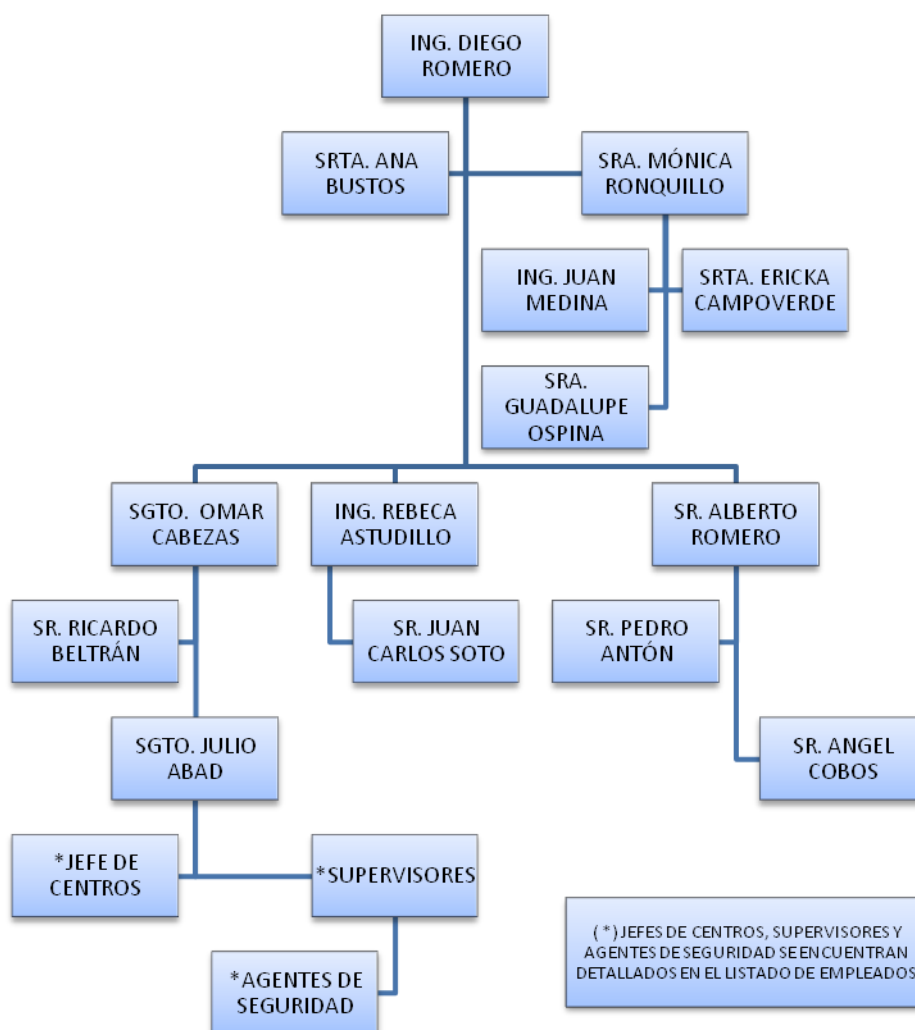 ING. DIEGO
ROMERO
SRTA. ANA
BUSTOS
SRA. MÓNICA
RONQUILLO
ING. JUAN
MEDINA
SRTA. ERICKA
CAMPOVERDE
SRA.
GUADALUPE
OSPINA
SGTO. OMAR
CABEZAS
ING. REBECA
ASTUDILLO
SR. ALBERTO
ROMERO
SR. RICARDO
BELTRÁN
SR. JUAN
CARLOS SOTO
SR. PEDRO
ANTÓN
SGTO. JULIO
ABAD
SR. ANGEL
COBOS
*JEFE DE
CENTROS
*SUPERVISORES
*AGENTES DE
SEGURIDAD
(*) JEFES DE CENTROS, SUPERVISORES Y
AGENTES DE SEGURIDAD SE ENCUENTRAN
DETALLADOS EN EL LISTADO DE EMPLEADOS